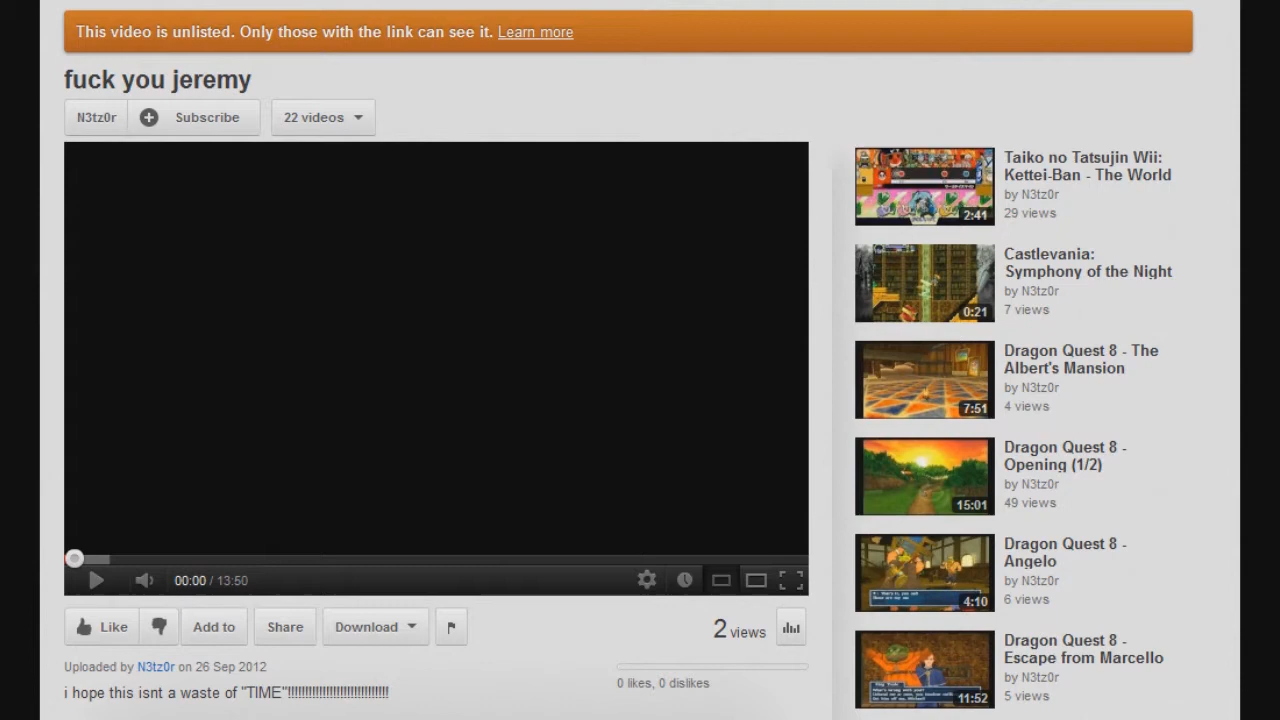 This video is unlisted. Only those with the link can see it. Learn more
fuck you jeremy
N3tz0r
Subscribe
22 videos
00:00 / 13:50
Like
Add to
Share
Download
2 views
Uploaded by N3tz0r on 26 Sep 2012
0 likes, 0 dislikes
i hope this isnt a waste of "TIME"!!!!!!!!!!!!!!!!!!!!!!!!!!!!!
2:41
Taiko no Tatsujin Wii:
Kettei-Ban - The World
by N3tz0r
29 views
0:21
Castlevania:
Symphony of the Night
by N3tz0r
7 views
7:51
Dragon Quest 8 - The
Albert's Mansion
by N3tz0r
4 views
15:01
Dragon Quest 8 -
Opening (1/2)
by N3tz0r
49 views
4:10
Dragon Quest 8 -
Angelo
by N3tz0r
6 views
11:52
Dragon Quest 8 -
Escape from Marcello
by N3tz0r
5 views